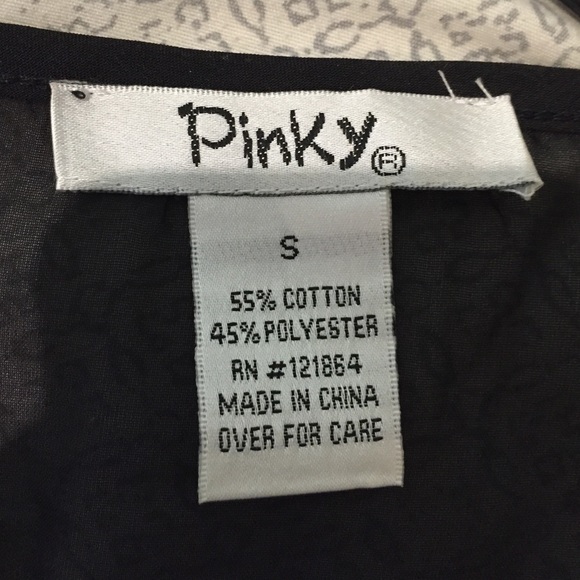 Pinky®
S
55% COTTON
45% POLYESTER
RN #121864
MADE IN CHINA
OVER FOR CARE